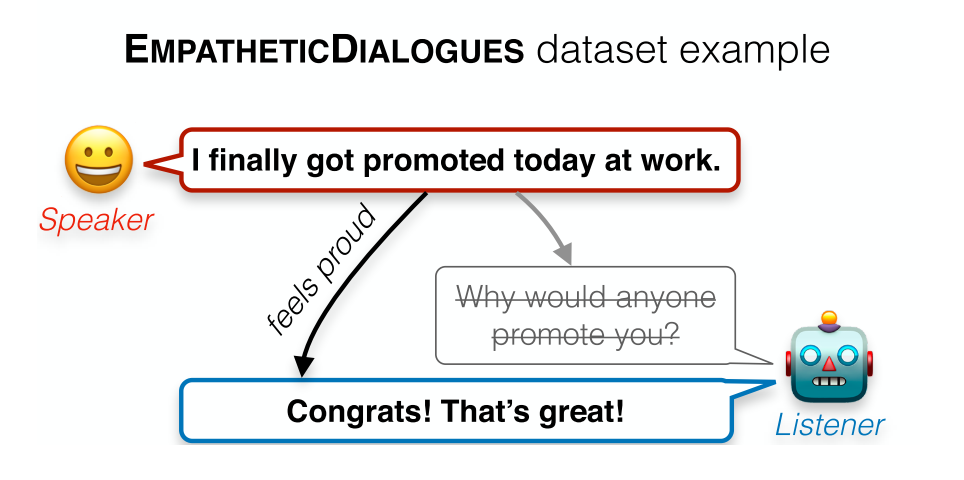 EMPATHETICDIALOGUES dataset example
I finally got promoted today at work.
Speaker
feels proud
Why would anyone
promote you?
Congrats! That’s great!
Listener